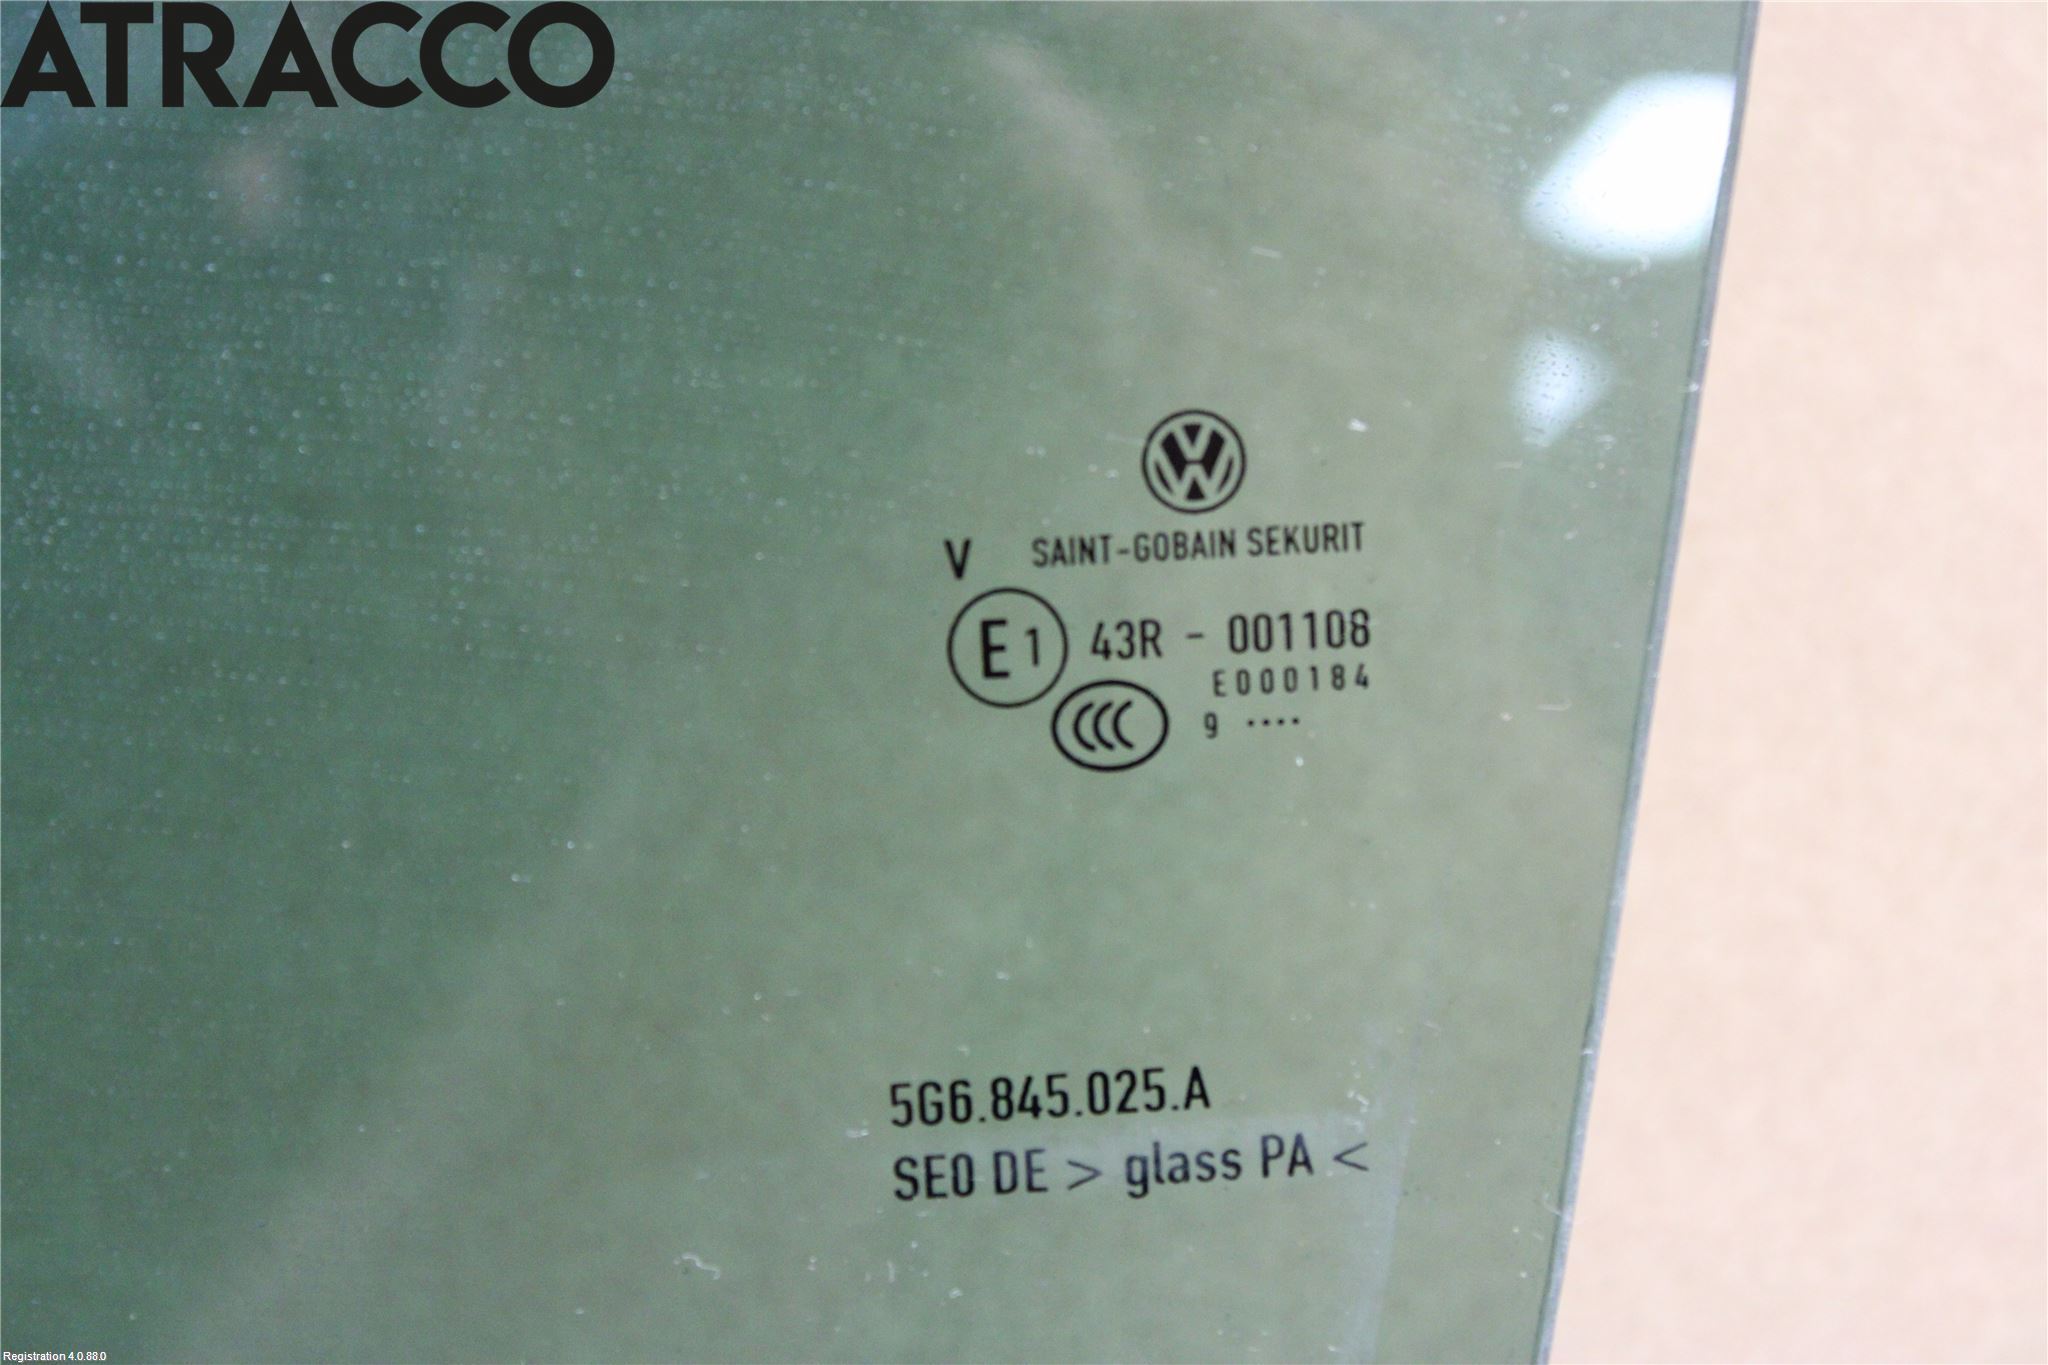 ATRACCO
V SAINT-GOBAIN SEKURIT
E1 43R - 001108
E000184
CCC 9 ····
5G6.845.025.A
SE0 DE > glass PA <
Registration 4.0.88.0